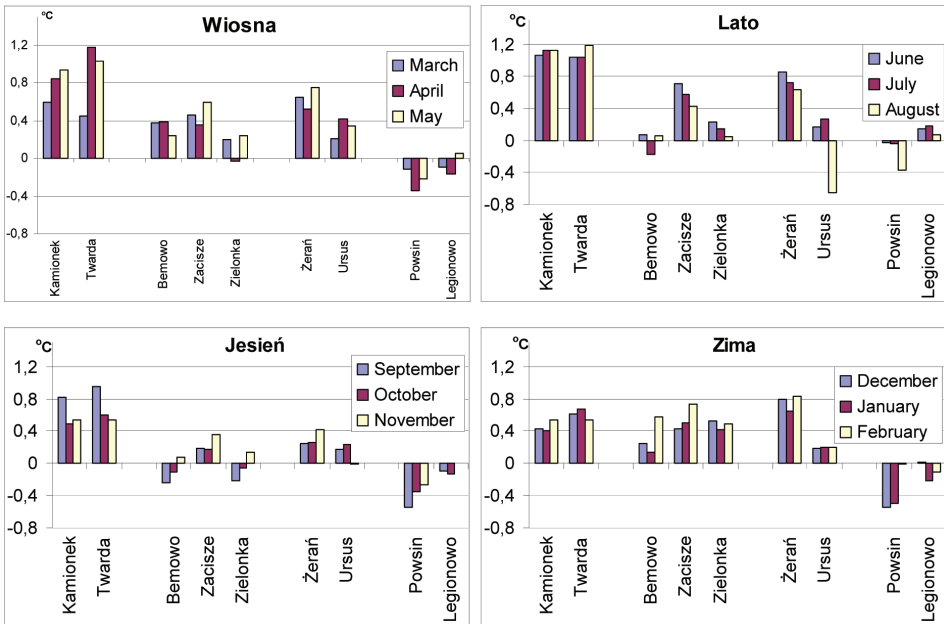 °C
Wiosna
1,2
0,8
0,4
0
-0,4
-0,8
March
April
May
Kamionek
Twarda
Bemowo
Zacisze
Zielonka
Żerań
Ursus
Powsin
Legionowo
°C
Lato
1,2
0,8
0,4
0
-0,4
-0,8
June
July
August
Kamionek
Twarda
Bemowo
Zacisze
Zielonka
Żerań
Ursus
Powsin
Legionowo
°C
Jesień
1,2
0,8
0,4
0
-0,4
-0,8
September
October
November
Kamionek
Twarda
Bemowo
Zacisze
Zielonka
Żerań
Ursus
Powsin
Legionowo
°C
Zima
1,2
0,8
0,4
0
-0,4
-0,8
December
January
February
Kamionek
Twarda
Bemowo
Zacisze
Zielonka
Żerań
Ursus
Powsin
Legionowo